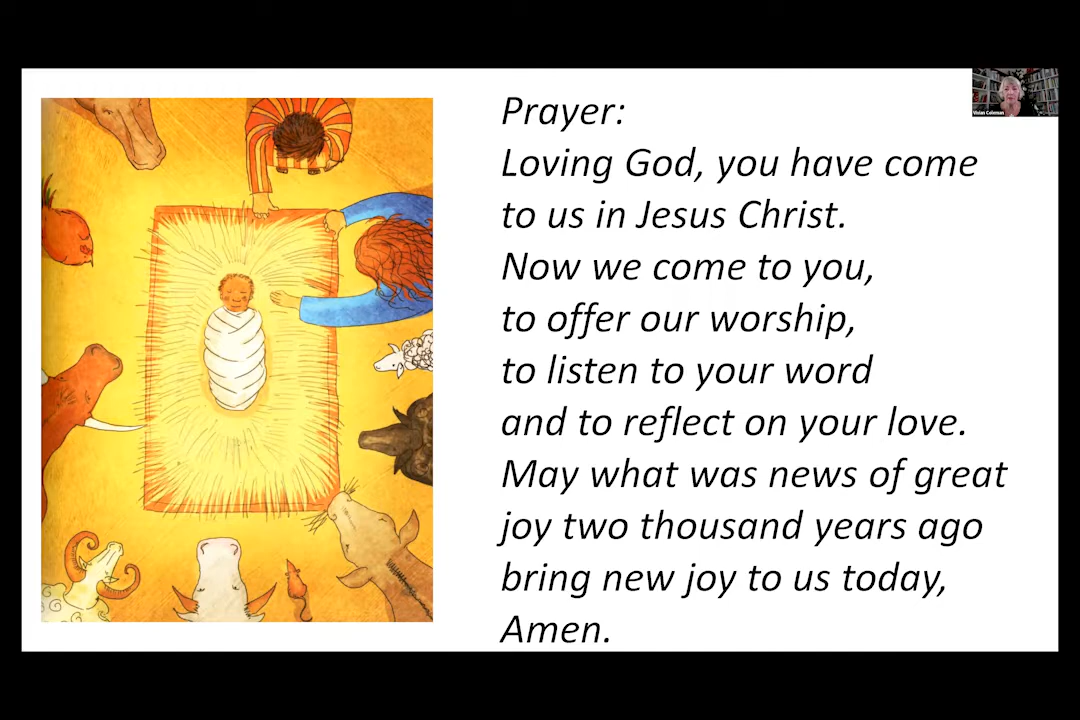 Prayer:
Loving God, you have come
to us in Jesus Christ.
Now we come to you,
to offer our worship,
to listen to your word
and to reflect on your love.
May what was news of great
joy two thousand years ago
bring new joy to us today,
Amen.
Vivias Coleman